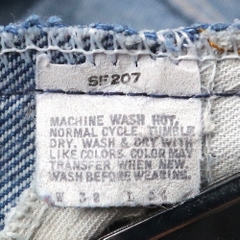 SF207
MACHINE WASH HOT,
NORMAL CYCLE, TUMBLE
DRY. WASH & DRY WITH
LIKE COLORS. COLOR MAY
TRANSFER, WHEN NEW.
WASH BEFORE WEARING.
W 32 L